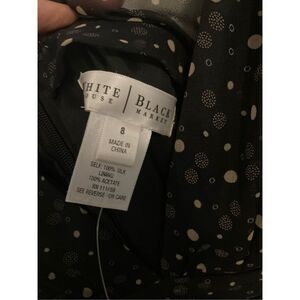 HITE | BLACK
OUSE | MARKET
8
MADE IN
CHINA
SELF: 100% SILK
LINING:
100% ACETATE
SEE REVERSE FOR CARE